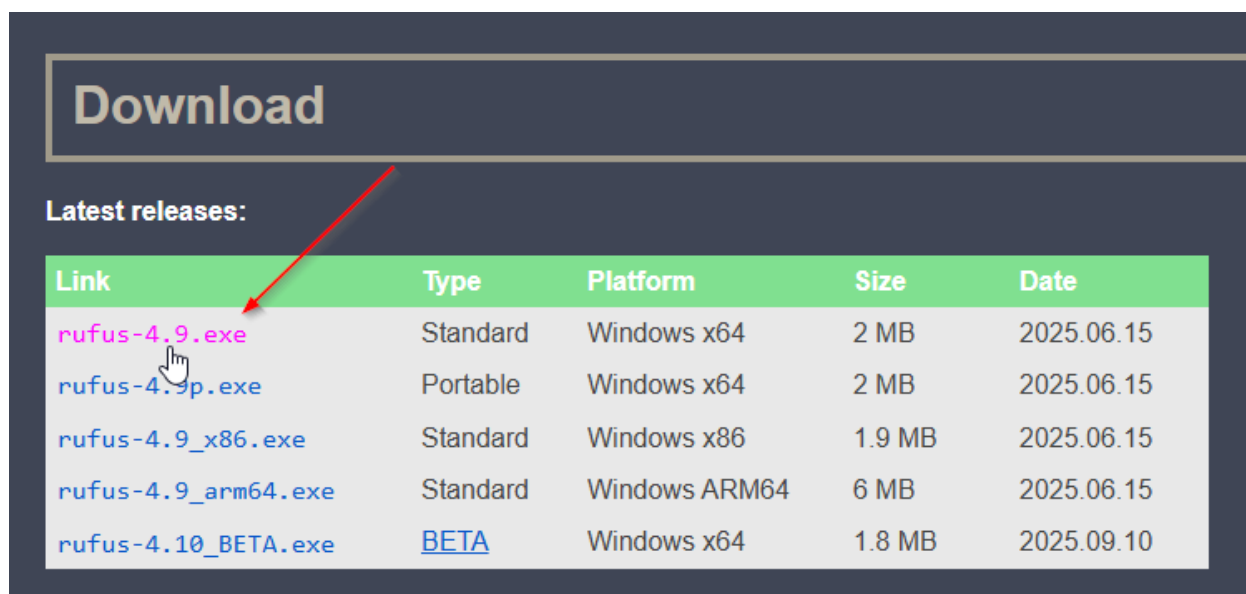 Download
Latest releases:
Link Type Platform Size Date
rufus-4.9.exe Standard Windows x64 2 MB 2025.06.15
rufus-4.9p.exe Portable Windows x64 2 MB 2025.06.15
rufus-4.9_x86.exe Standard Windows x86 1.9 MB 2025.06.15
rufus-4.9_arm64.exe Standard Windows ARM64 6 MB 2025.06.15
rufus-4.10_BETA.exe BETA Windows x64 1.8 MB 2025.09.10